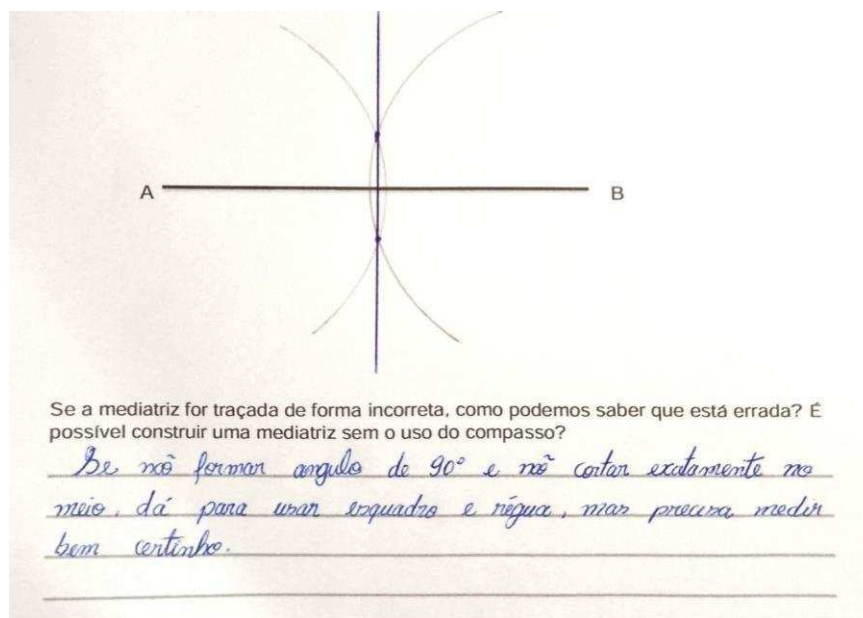 A
B
Se a mediatriz for traçada de forma incorreta, como podemos saber que está errada? É
possível construir uma mediatriz sem o uso do compasso?
Se nõ formar angulo de 90° e nõ cortar exatamente no
meio, dá para usar esquadro e régua, mas precisa medir
bem certinho.